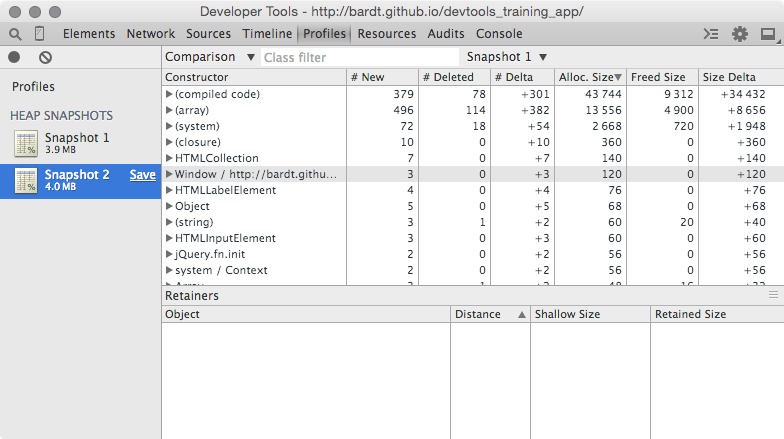 Developer Tools - http://bardt.github.io/devtools_training_app/
Elements Network Sources Timeline Profiles Resources Audits Console
Comparison ▼ Class filter Snapshot 1 ▼
Profiles
HEAP SNAPSHOTS
Snapshot 1
3.9 MB
Snapshot 2 Save
4.0 MB
Constructor # New # Deleted # Delta Alloc. Size▼ Freed Size Size Delta
▶(compiled code) 379 78 +301 43 744 9 312 +34 432
▶(array) 496 114 +382 13 556 4 900 +8 656
▶(system) 72 18 +54 2 668 720 +1 948
▶(closure) 10 0 +10 360 0 +360
▶HTMLCollection 7 0 +7 140 0 +140
▶Window / http://bardt.githu... 3 0 +3 120 0 +120
▶HTMLLabelElement 4 0 +4 76 0 +76
▶Object 5 0 +5 68 0 +68
▶(string) 3 1 +2 60 20 +40
▶HTMLInputElement 3 0 +3 60 0 +60
▶jQuery.fn.init 2 0 +2 56 0 +56
▶system / Context 2 0 +2 56 0 +56
▶Array 3 1 +2 48 16 +32
Retainers
Object Distance ▲ Shallow Size Retained Size